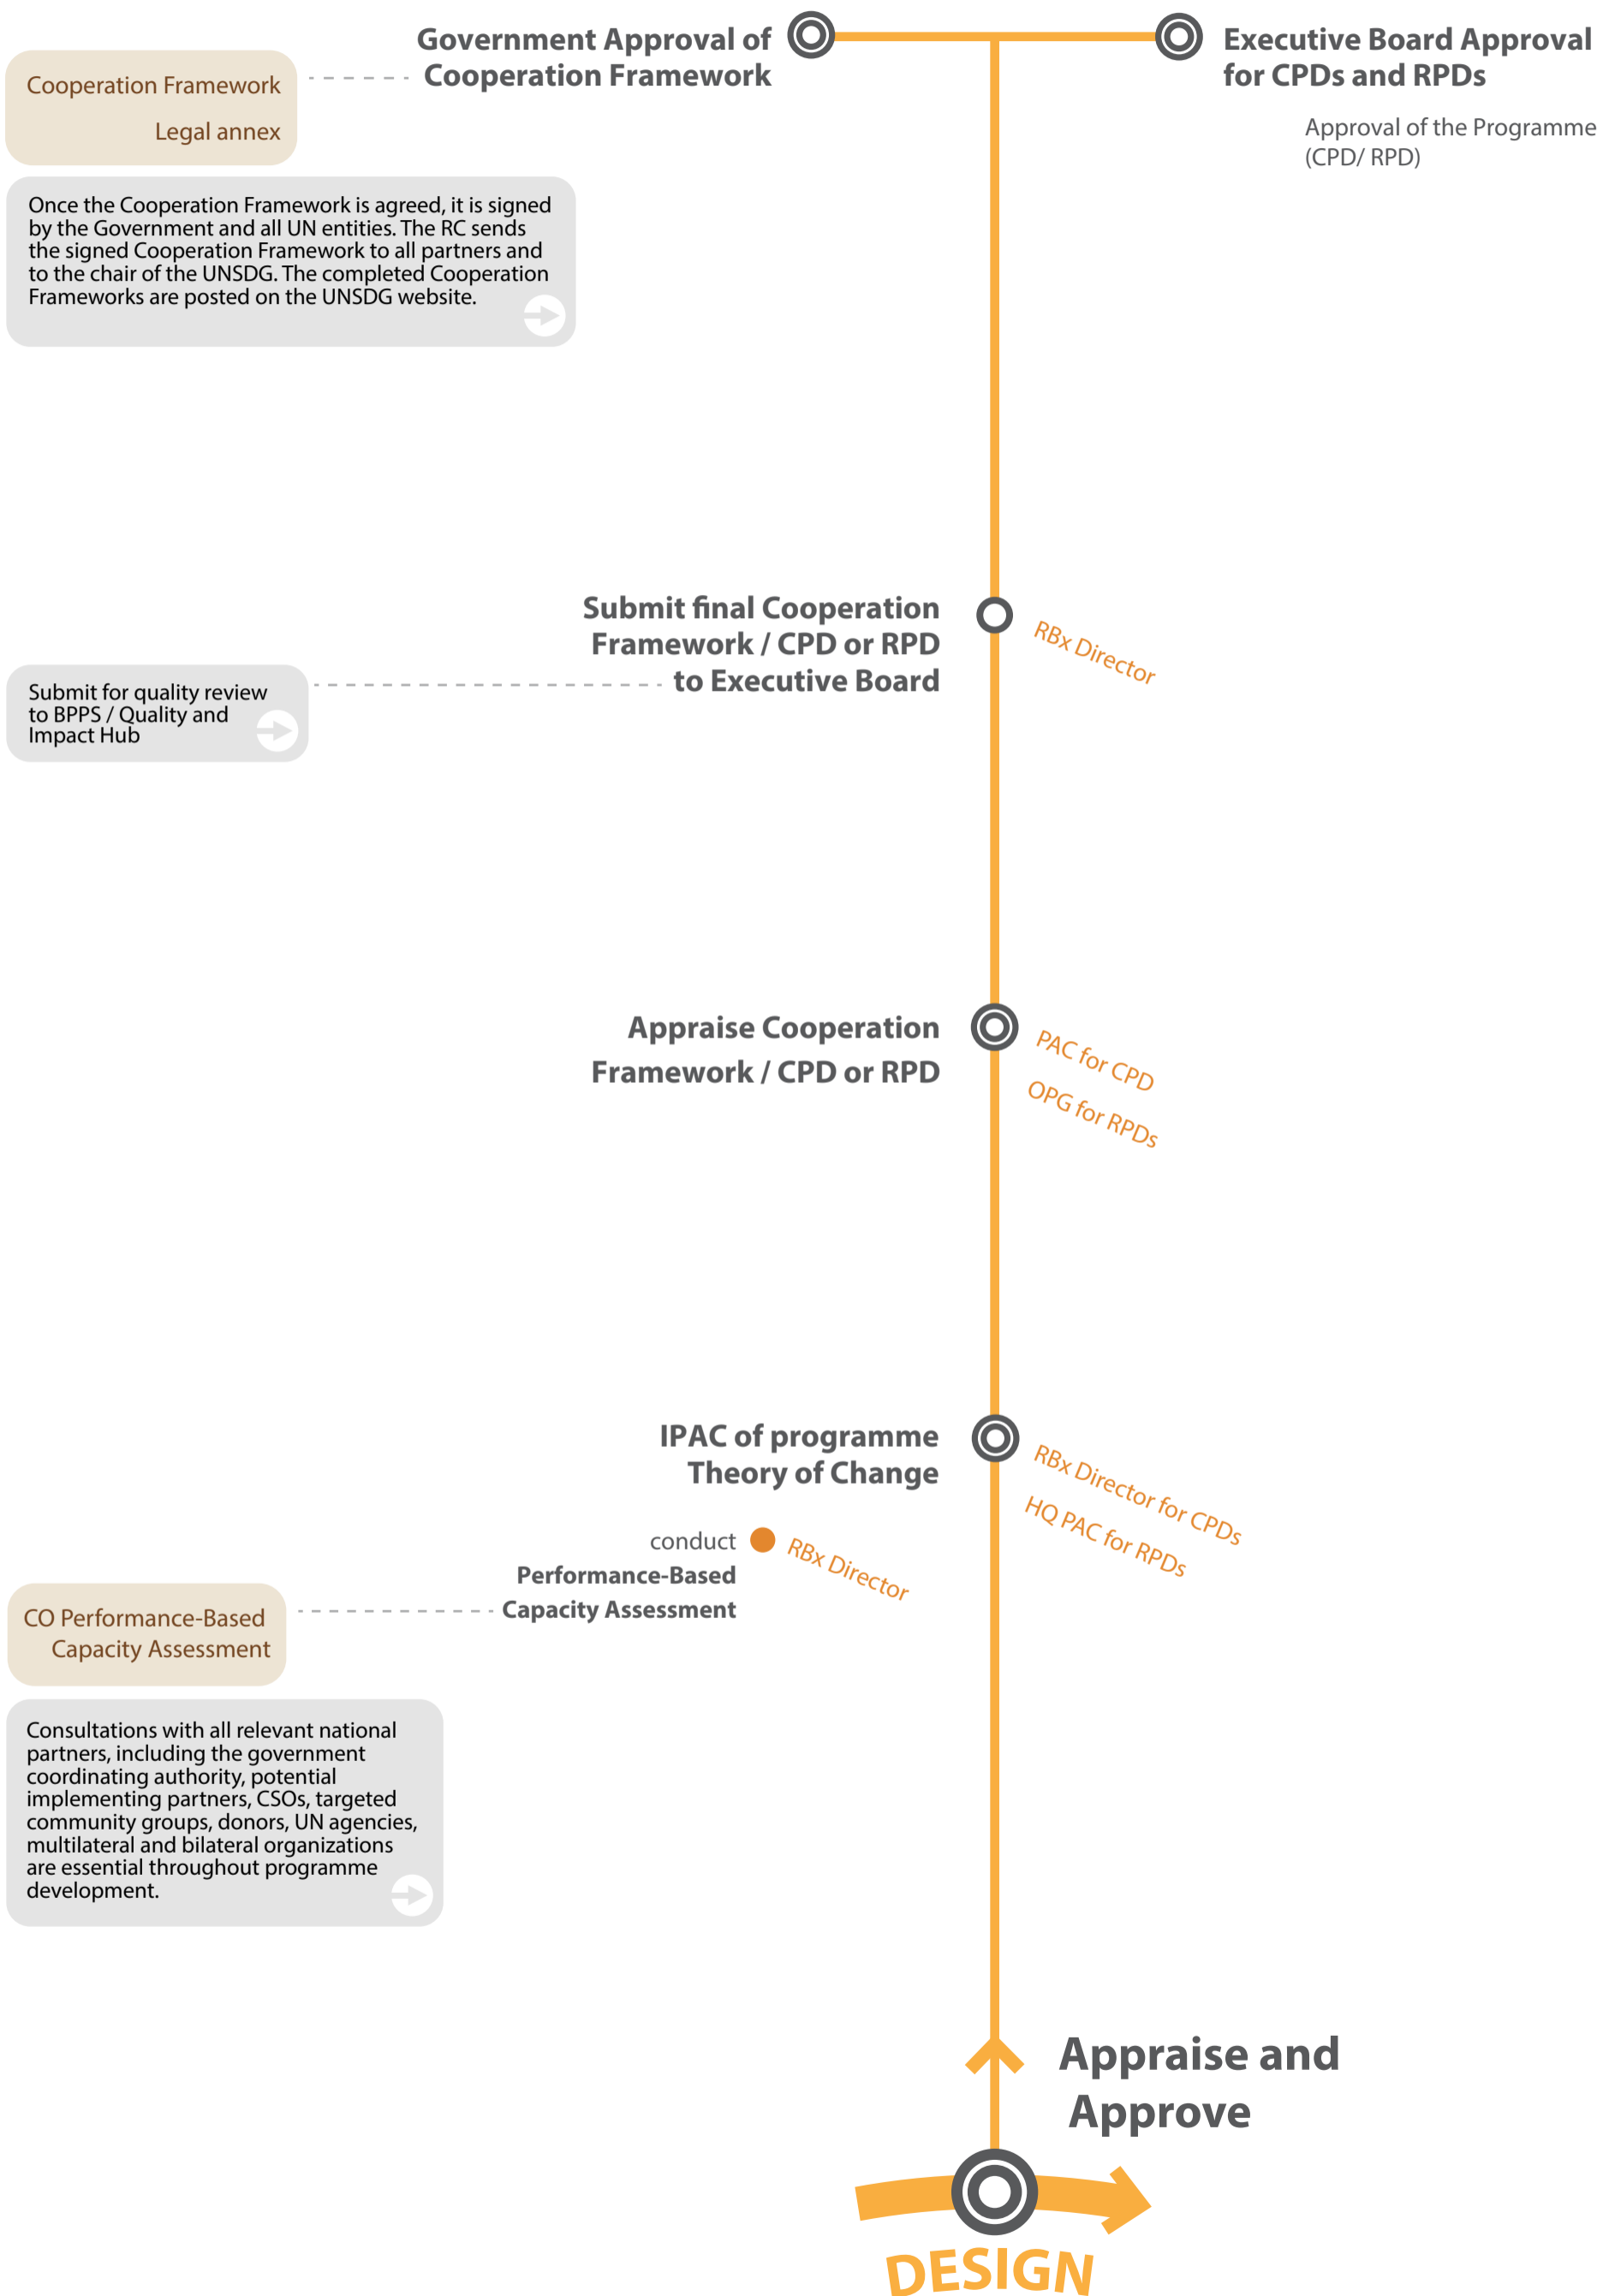 Government Approval of
Cooperation Framework
Executive Board Approval
for CPDs and RPDs
Approval of the Programme
(CPD/ RPD)
Cooperation Framework
Legal annex
Once the Cooperation Framework is agreed, it is signed
by the Government and all UN entities. The RC sends
the signed Cooperation Framework to all partners and
to the chair of the UNSDG. The completed Cooperation
Frameworks are posted on the UNSDG website.
Submit final Cooperation
Framework / CPD or RPD
to Executive Board
RBx Director
Submit for quality review
to BPPS / Quality and
Impact Hub
Appraise Cooperation
Framework / CPD or RPD
PAC for CPD
OPG for RPDs
IPAC of programme
Theory of Change
RBx Director for CPDs
HQ PAC for RPDs
conduct
Performance-Based
Capacity Assessment
RBx Director
CO Performance-Based
Capacity Assessment
Consultations with all relevant national
partners, including the government
coordinating authority, potential
implementing partners, CSOs, targeted
community groups, donors, UN agencies,
multilateral and bilateral organizations
are essential throughout programme
development.
Appraise and
Approve
DESIGN